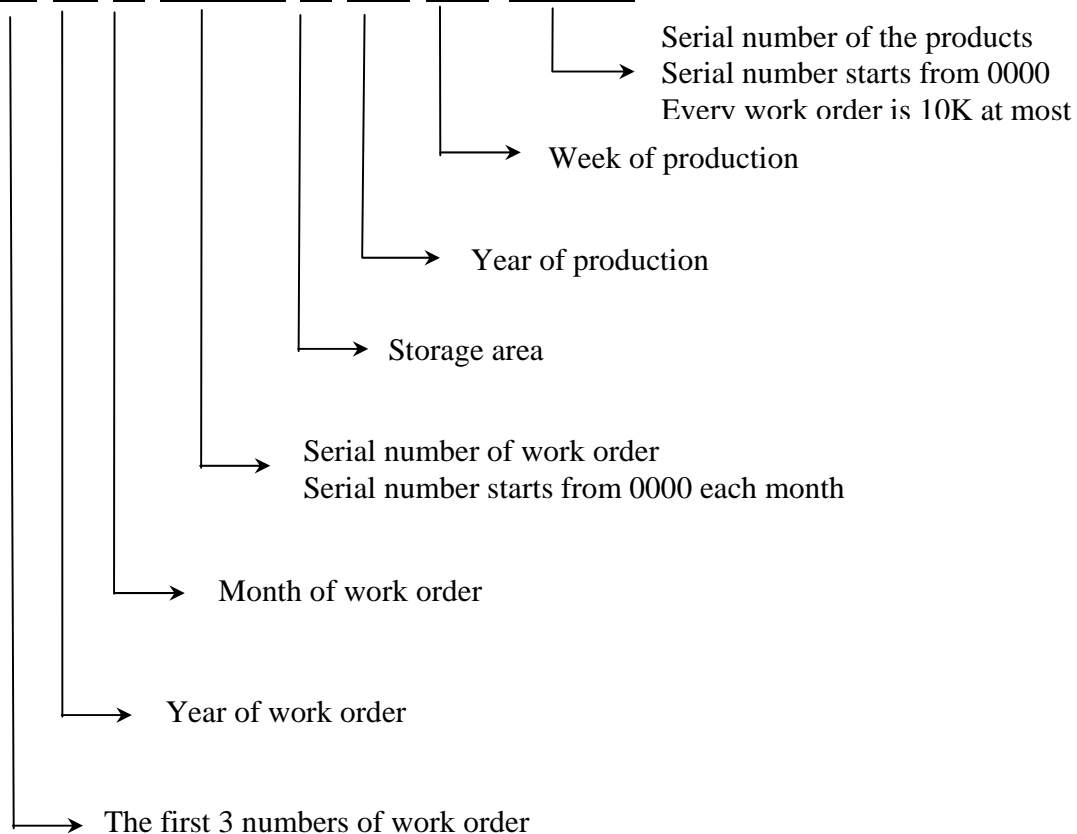 Serial number of the products
Serial number starts from 0000
Every work order is 10K at most
Week of production
Year of production
Storage area
Serial number of work order
Serial number starts from 0000 each month
Month of work order
Year of work order
The first 3 numbers of work order